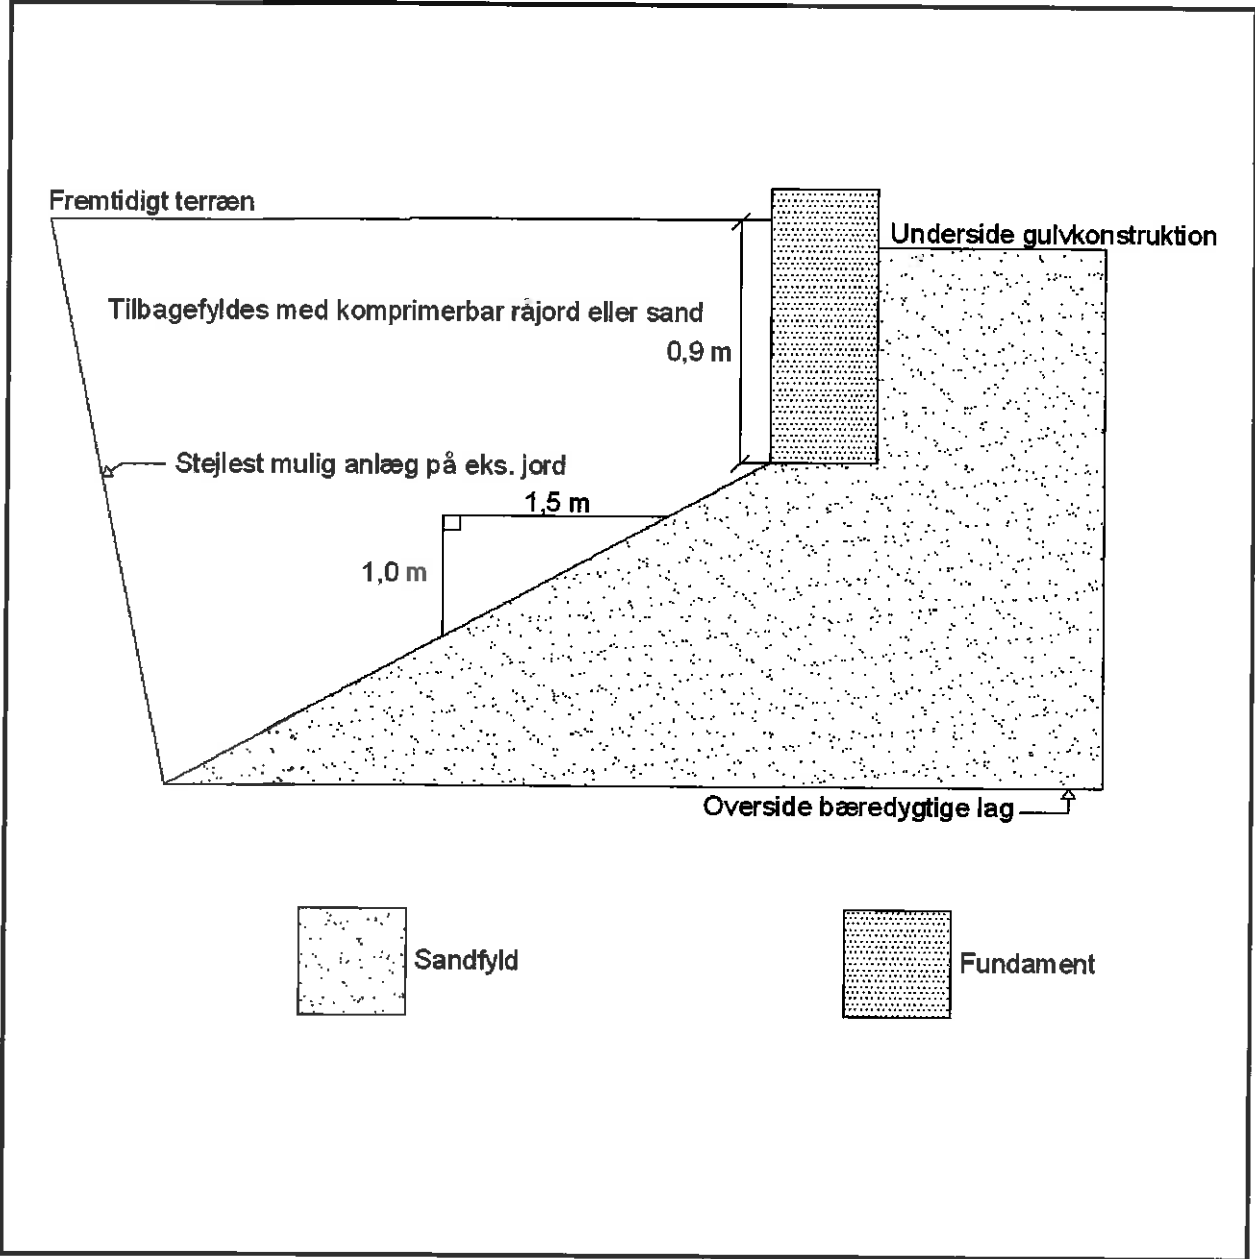 Fremtidigt terræn
Underside gulvkonstruktion
Tilbagefyldes med komprimerbar råjord eller sand
0,9 m
Stejlest mulig anlæg på eks. jord
1,5 m
1,0 m
Overside bæredygtige lag
Sandfyld
Fundament